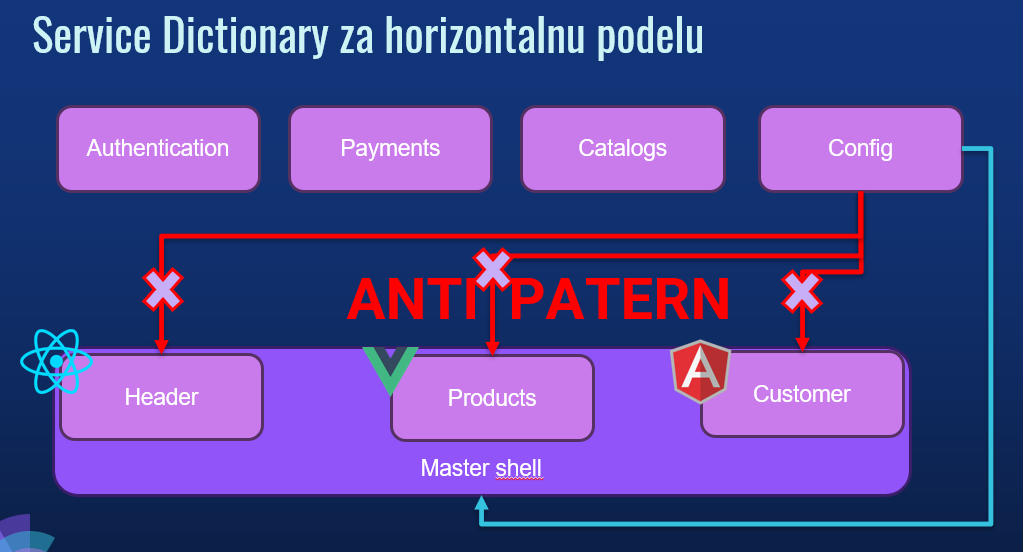 Service Dictionary za horizontalnu podelu
Authentication
Payments
Catalogs
Config
ANTI PATERN
Header
Products
Customer
Master shell